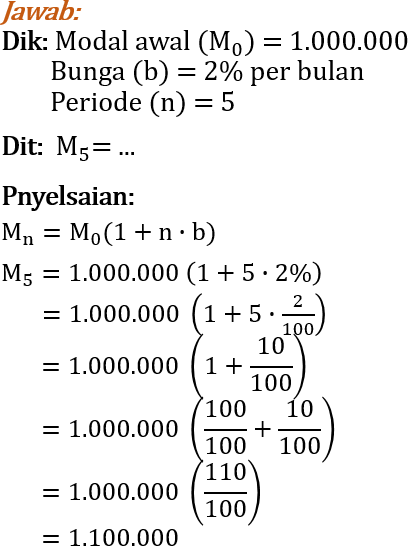 Jawab:
Dik: Modal awal (M₀) = 1.000.000
Bunga (b) = 2% per bulan
Periode (n) = 5
Dit: M₅= ...
Pnyelsaian:
Mₙ = M₀(1 + n · b)
M₅ = 1.000.000 (1 + 5 · 2%)
= 1.000.000 (1 + 5 · 2/100)
= 1.000.000 (1 + 10/100)
= 1.000.000 (100/100 + 10/100)
= 1.000.000 (110/100)
= 1.100.000